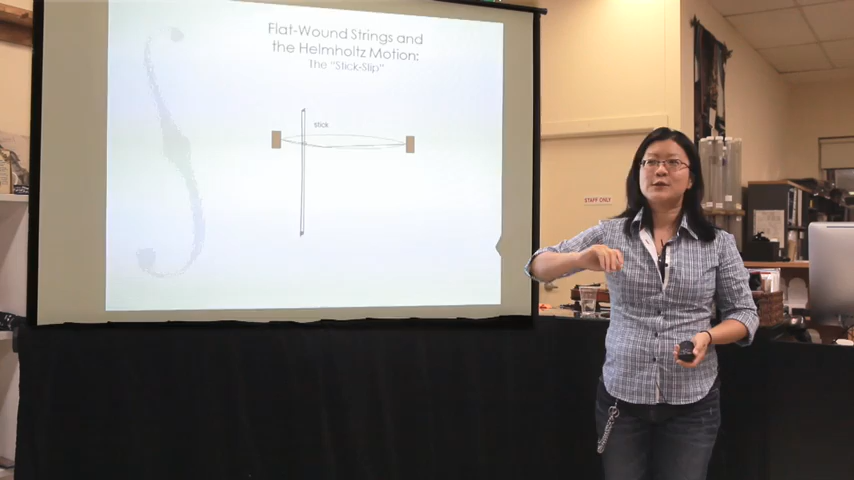 Flat-Wound Strings and
the Helmholtz Motion:
The "Stick-Slip"
stick
STAFF ONLY